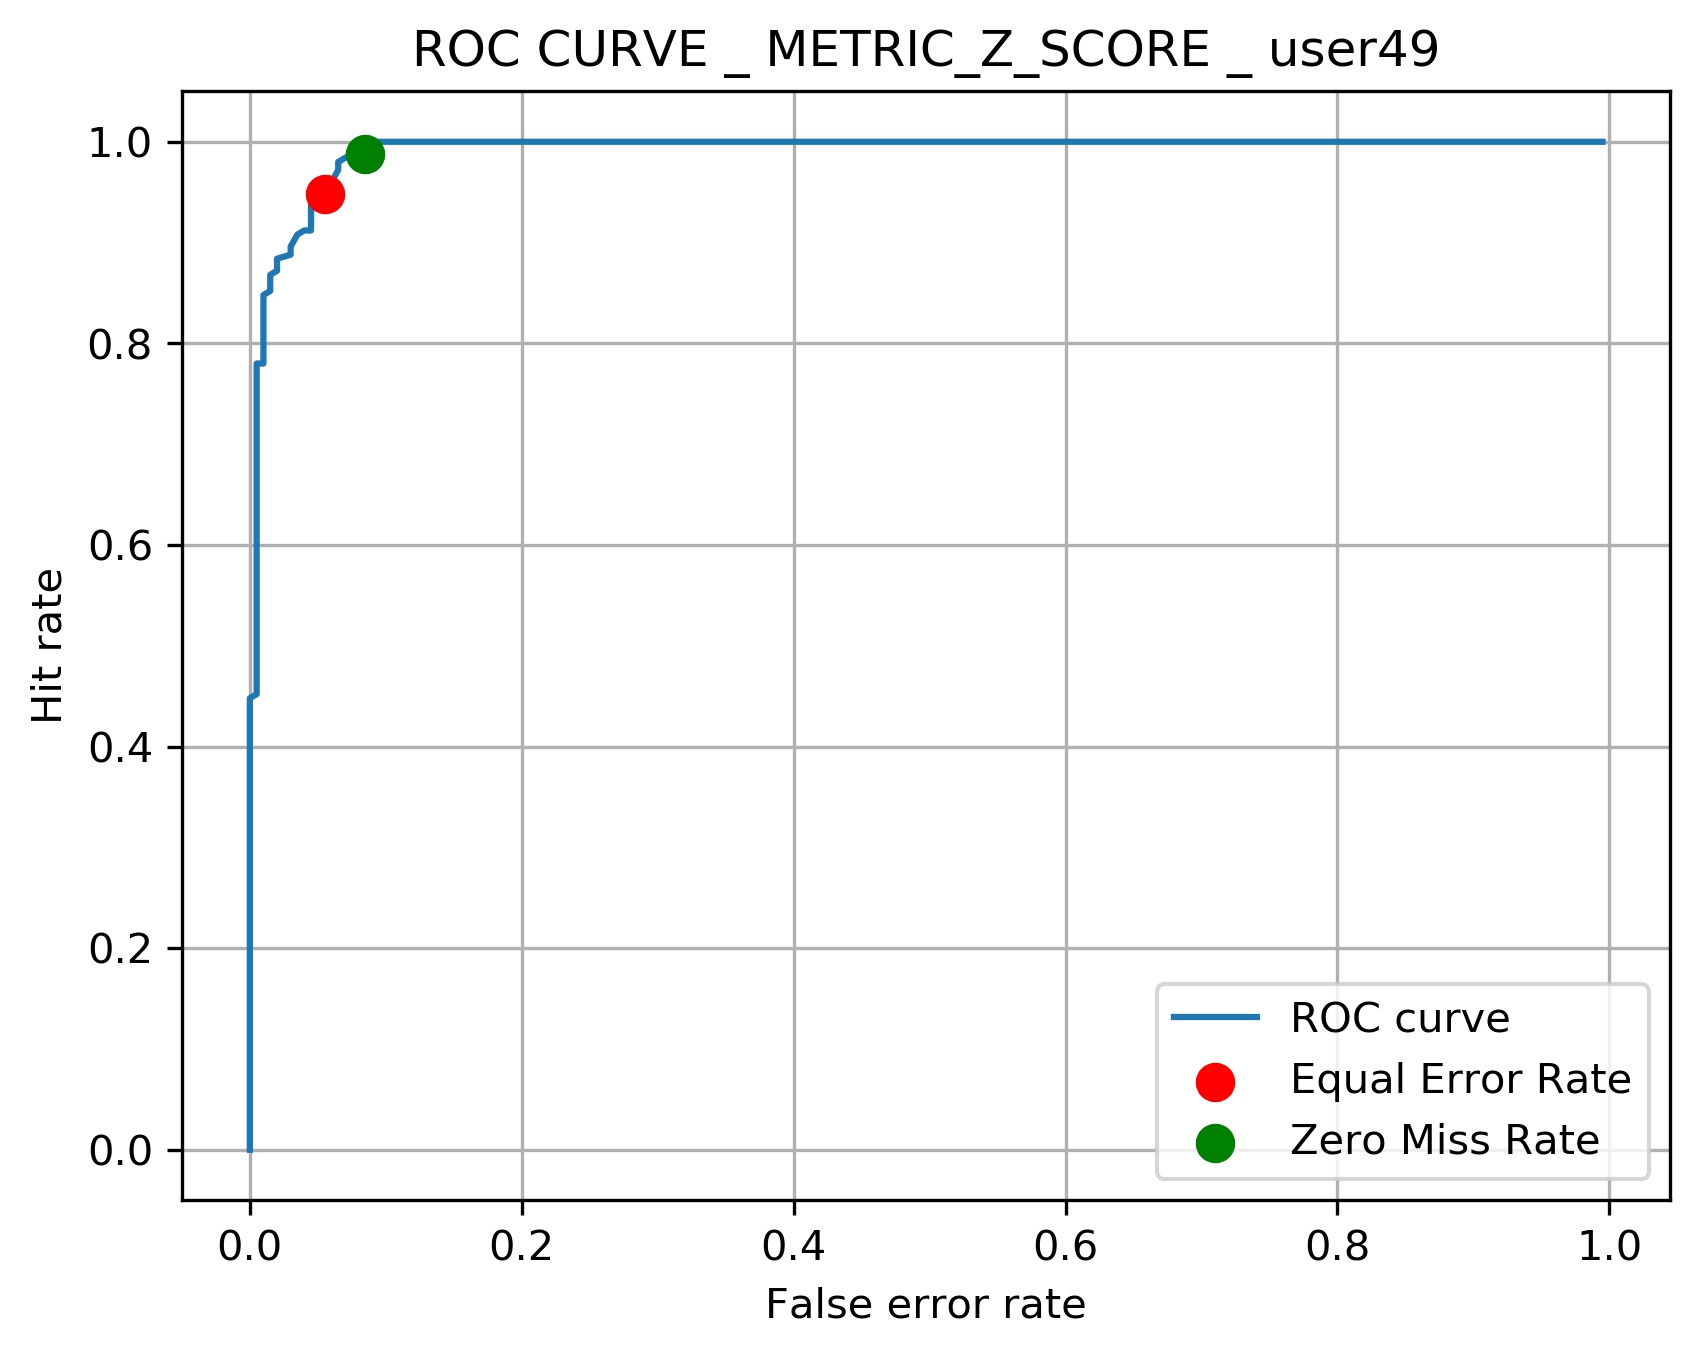 ROC CURVE _ METRIC_Z_SCORE _ user49
1.0
0.8
0.6
0.4
0.2
0.0
Hit rate
ROC curve
Equal Error Rate
Zero Miss Rate
0.0 0.2 0.4 0.6 0.8 1.0
False error rate